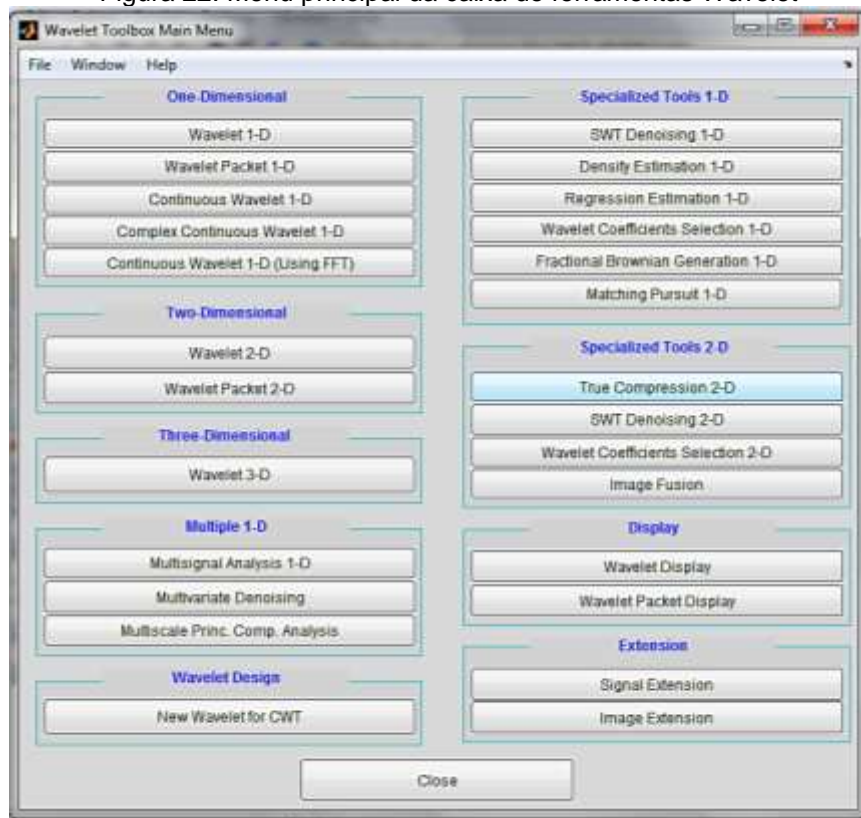 Figura 22: Menu principal da caixa de ferramentas Wavelet
Wavelet Toolbox Main Menu
File Window Help
One-Dimensional
Wavelet 1-D
Wavelet Packet 1-D
Continuous Wavelet 1-D
Complex Continuous Wavelet 1-D
Continuous Wavelet 1-D (Using FFT)
Two-Dimensional
Wavelet 2-D
Wavelet Packet 2-D
Three-Dimensional
Wavelet 3-D
Multiple 1-D
Multisignal Analysis 1-D
Multivariate Denoising
Multiscale Princ. Comp. Analysis
Wavelet Design
New Wavelet for CWT
Specialized Tools 1-D
SWT Denoising 1-D
Density Estimation 1-D
Regression Estimation 1-D
Wavelet Coefficients Selection 1-D
Fractional Brownian Generation 1-D
Matching Pursuit 1-D
Specialized Tools 2-D
True Compression 2-D
SWT Denoising 2-D
Wavelet Coefficients Selection 2-D
Image Fusion
Display
Wavelet Display
Wavelet Packet Display
Extension
Signal Extension
Image Extension
Close